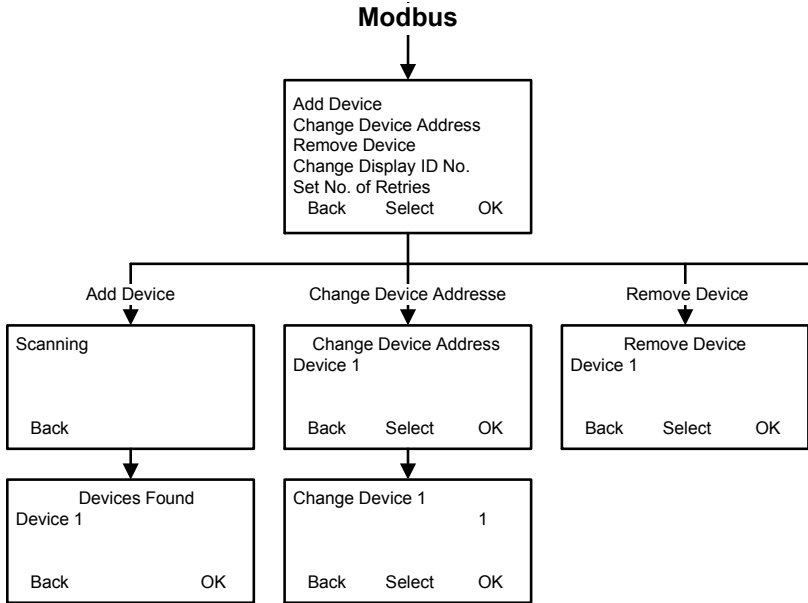 Modbus
Add Device
Change Device Address
Remove Device
Change Display ID No.
Set No. of Retries
Back Select OK
Add Device
Change Device Addresse
Remove Device
Scanning
Back
Change Device Address
Device 1
Back Select OK
Remove Device
Device 1
Back Select OK
Devices Found
Device 1
Back OK
Change Device 1
1
Back Select OK